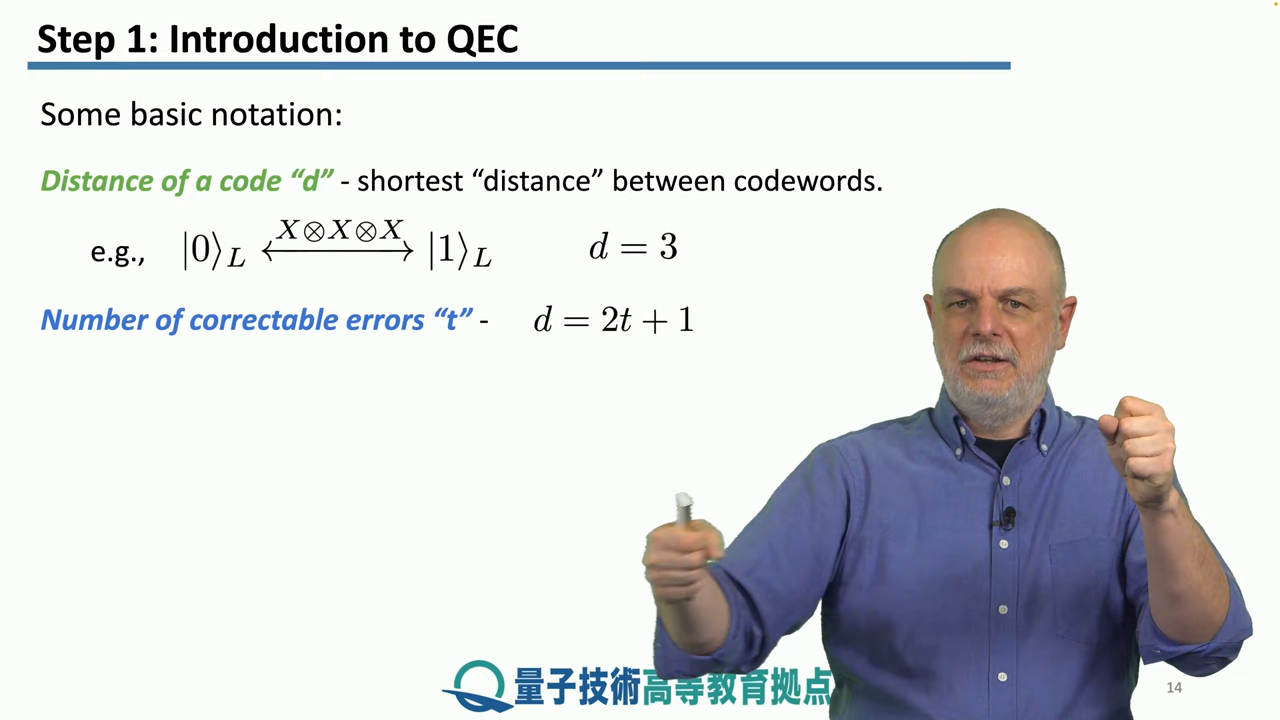 Step 1: Introduction to QEC
Some basic notation:
Distance of a code “d” - shortest “distance” between codewords.
e.g., |0⟩_L ⟷ X⊗X⊗X |1⟩_L d = 3
Number of correctable errors “t” - d = 2t + 1
量子技術高等教育拠点
14